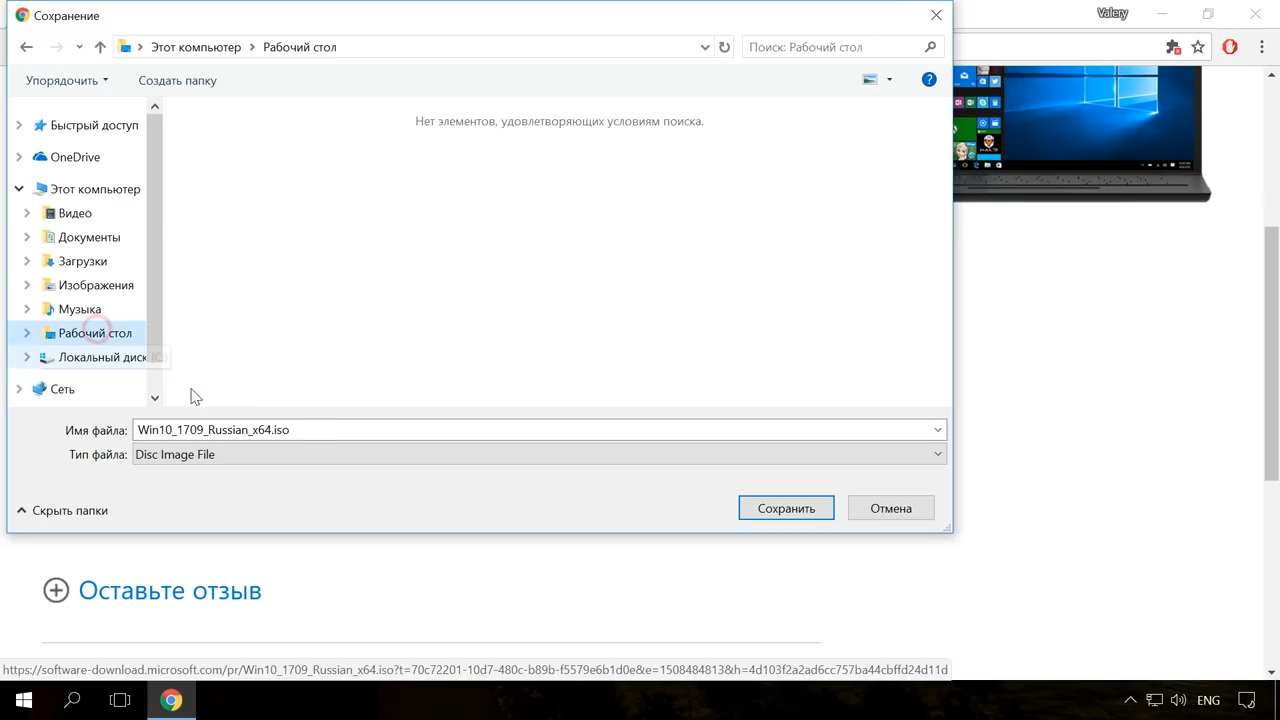 Сохранение
Valery
Этот компьютер
Рабочий стол
Поиск: Рабочий стол
Упорядочить
Создать папку
Быстрый доступ
Нет элементов, удовлетворяющих условиям поиска.
OneDrive
Этот компьютер
Видео
Документы
Загрузки
Изображения
Музыка
Рабочий стол
Локальный диск
Сеть
Имя файла: Win10_1709_Russian_x64.iso
Тип файла: Disc Image File
Скрыть папки
Сохранить
Отмена
Оставьте отзыв
https://software-download.microsoft.com/pr/Win10_1709_Russian_x64.iso?t=70c72201-10d7-480c-b89b-f5579e6b1d0e&e=1508484813&h=4d103f2a2ad6cc757ba44cbffd24d11d
ENG